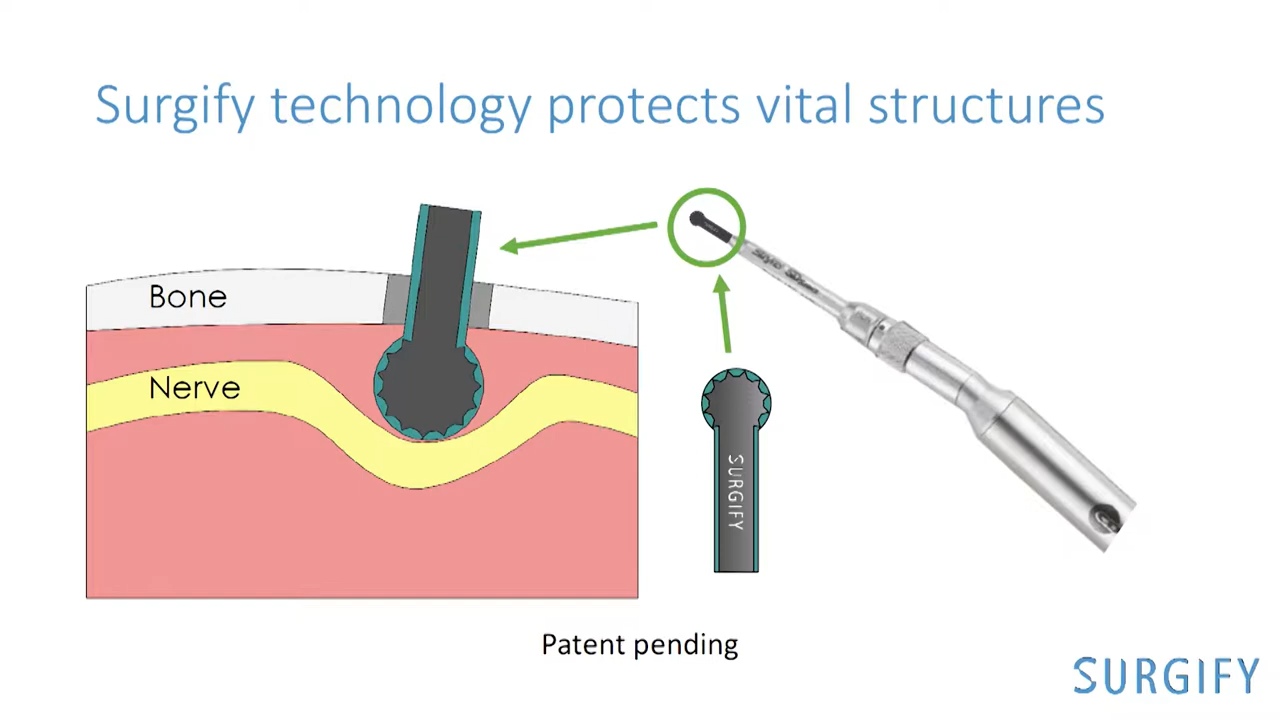 Surgify technology protects vital structures
Bone
Nerve
SURGIFY
Patent pending
SURGIFY